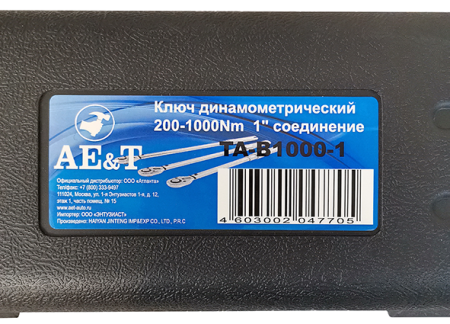 Ключ динамометрический
200-1000Nm 1" соединение
TA-B1000-1
AE&T
Официальный дистрибьютор: ООО «Атланта»
Телефон: +7 (800) 333-9497
111024, Москва, ул. 1-я Энтузиастов 1-я, д. 12,
этаж 1, часть помещ. № 15
www.aet-auto.ru
Импортер: ООО «ЭНТУЗИАСТ»
Произведено: HAIYAN JINTENG IMP&EXP CO., LTD., P.R.C
4 603002 047705